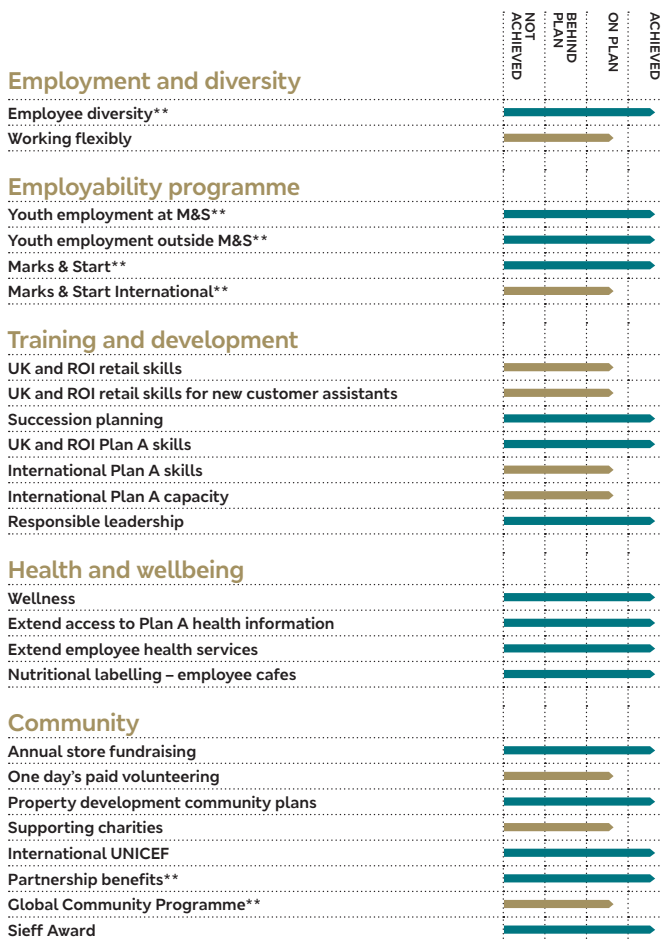 NOT
ACHIEVED
BEHIND
PLAN
ON PLAN
ACHIEVED
Employment and diversity
Employee diversity**
Working flexibly
Employability programme
Youth employment at M&S**
Youth employment outside M&S**
Marks & Start**
Marks & Start International**
Training and development
UK and ROI retail skills
UK and ROI retail skills for new customer assistants
Succession planning
UK and ROI Plan A skills
International Plan A skills
International Plan A capacity
Responsible leadership
Health and wellbeing
Wellness
Extend access to Plan A health information
Extend employee health services
Nutritional labelling – employee cafes
Community
Annual store fundraising
One day's paid volunteering
Property development community plans
Supporting charities
International UNICEF
Partnership benefits**
Global Community Programme**
Sieff Award